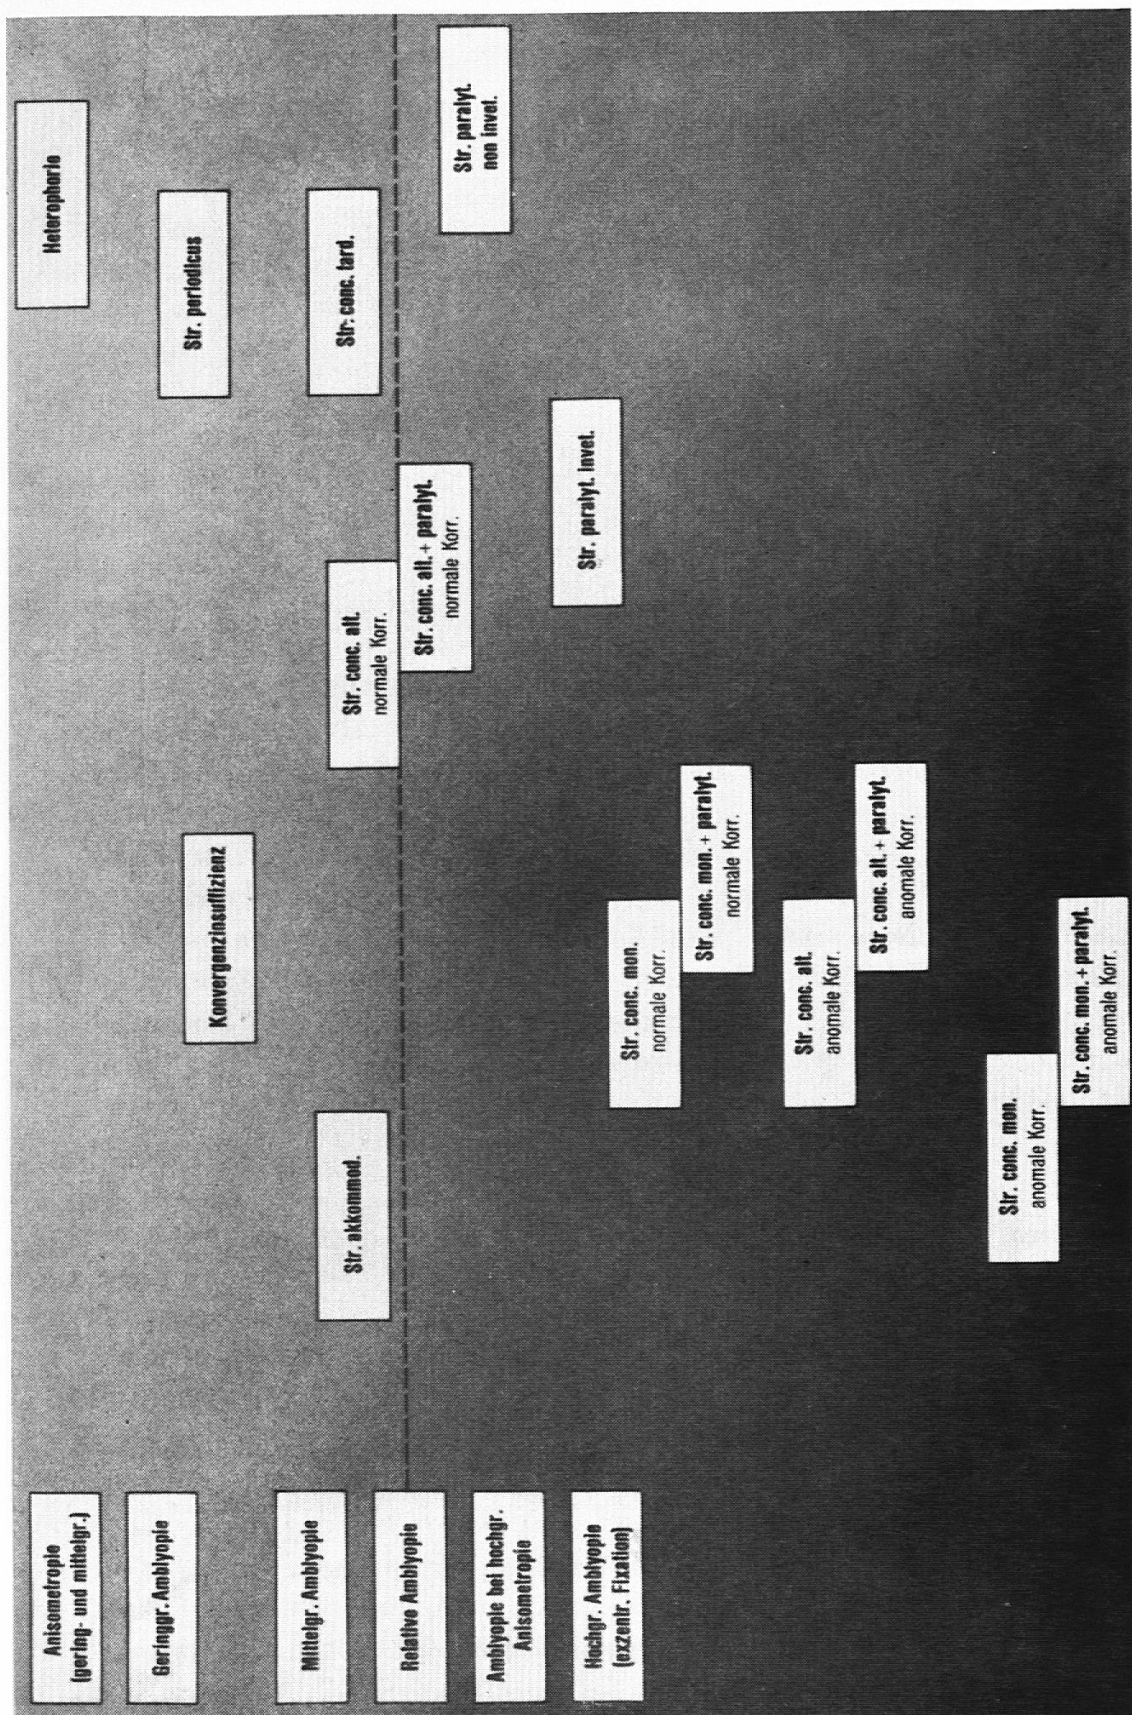 Anisometropie
(gering- und mittelgr.)
Geringgr. Amblyopie
Mittelgr. Amblyopie
Relative Amblyopie
Amblyopie bei hochgr.
Anisometropie
Hochgr. Amblyopie
(exzentr. Fixation)
Str. akkommod.
Konvergenzinsuffizienz
Str. conc. mon.
normale Korr.
Str. conc. mon. + paralyt.
normale Korr.
Str. conc. alt.
anomale Korr.
Str. conc. alt. + paralyt.
anomale Korr.
Str. conc. mon.
anomale Korr.
Str. conc. mon. + paralyt.
anomale Korr.
Str. conc. alt.
normale Korr.
Str. conc. alt. + paralyt.
normale Korr.
Str. paralyt. invet.
Heterophorie
Str. periodicus
Str. conc. tard.
Str. paralyt.
non invet.